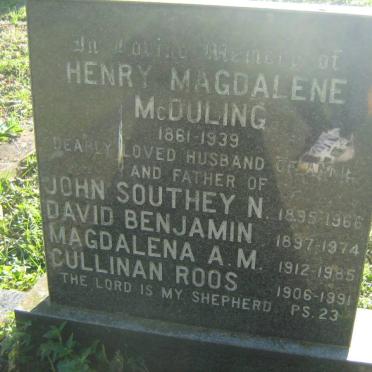 In Loving Memory of
HENRY MAGDALENE
McDULING
1861-1939
DEARLY LOVED HUSBAND OF
AND FATHER OF
JOHN SOUTHEY N. 1895-1966
DAVID BENJAMIN 1897-1974
MAGDALENA A.M. 1912-1985
CULLINAN ROOS 1906-1991
THE LORD IS MY SHEPHERD PS. 23